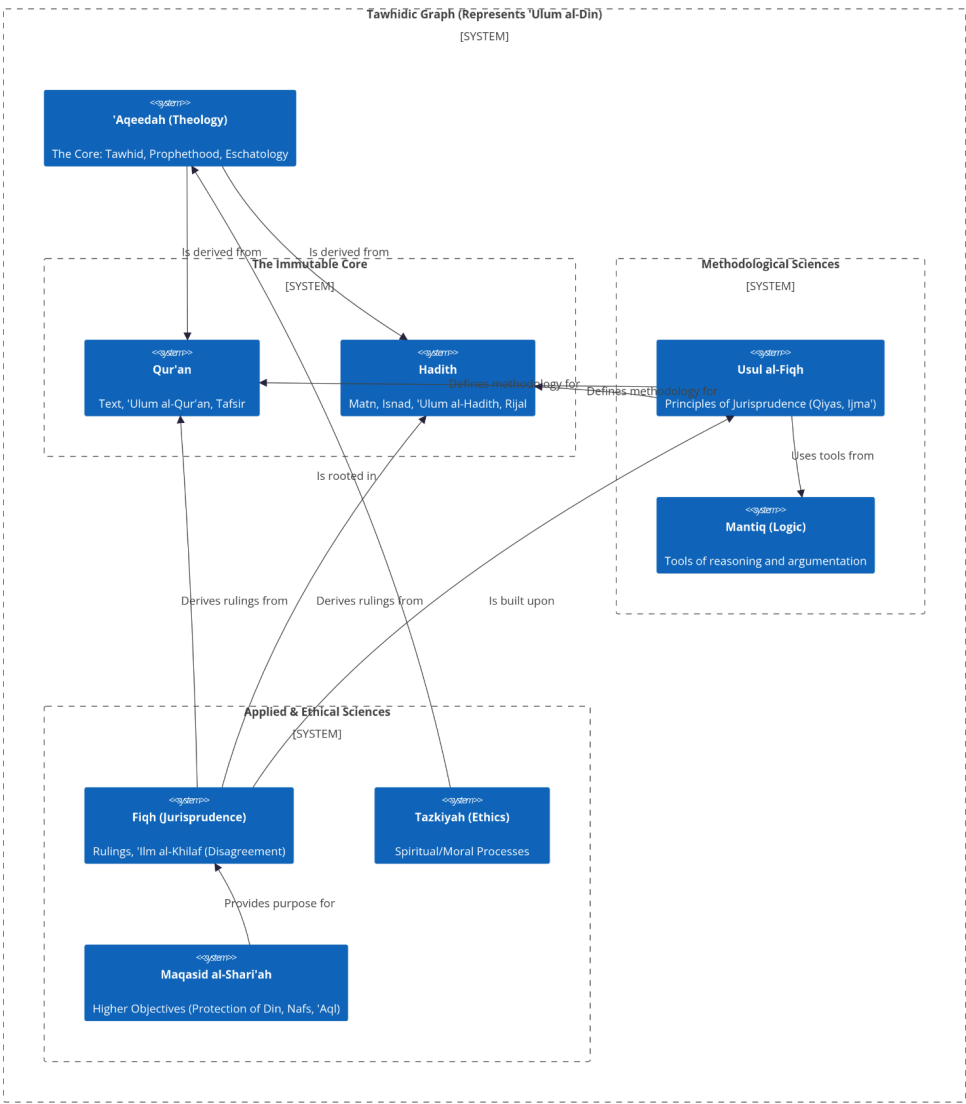 Tawhidic Graph (Represents 'Ulum al-Din)
[SYSTEM]
<<system>>
'Aqeedah (Theology)
The Core: Tawhid, Prophethood, Eschatology
Is derived from
Is derived from
The Immutable Core
[SYSTEM]
Methodological Sciences
[SYSTEM]
<<system>>
Qur'an
Text, 'Ulum al-Qur'an, Tafsir
<<system>>
Hadith
Matn, Isnad, 'Ulum al-Hadith, Rijal
Defines methodology for
Defines methodology for
<<system>>
Usul al-Fiqh
Principles of Jurisprudence (Qiyas, Ijma')
Uses tools from
Is rooted in
<<system>>
Mantiq (Logic)
Tools of reasoning and argumentation
Derives rulings from
Derives rulings from
Is built upon
Applied & Ethical Sciences
[SYSTEM]
<<system>>
Fiqh (Jurisprudence)
Rulings, 'Ilm al-Khilaf (Disagreement)
<<system>>
Tazkiyah (Ethics)
Spiritual/Moral Processes
Provides purpose for
<<system>>
Maqasid al-Shari'ah
Higher Objectives (Protection of Din, Nafs, 'Aql)